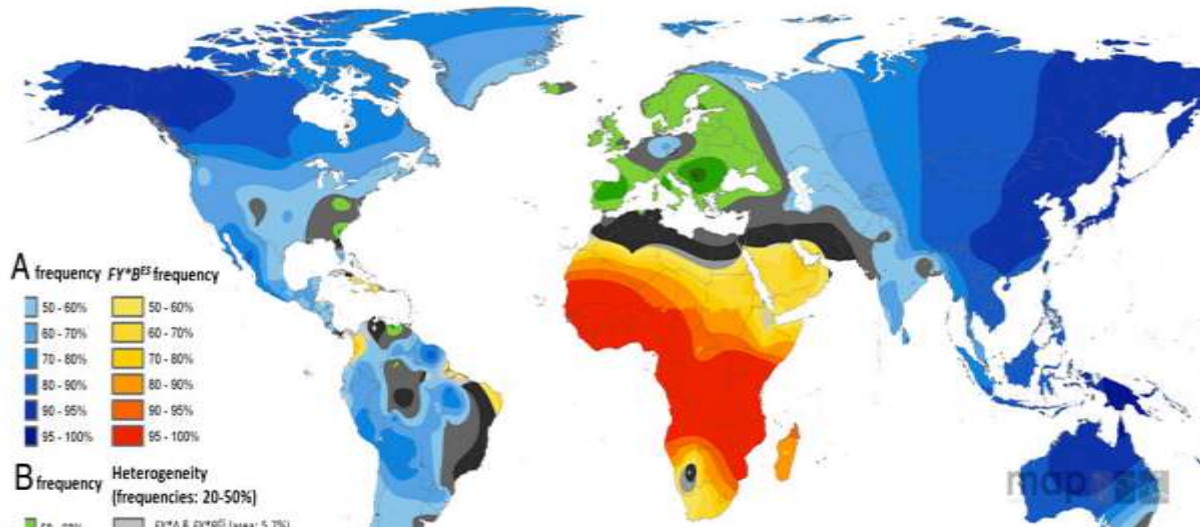 A frequency FY*B^ES frequency
50 - 60% 50 - 60%
60 - 70% 60 - 70%
70 - 80% 70 - 80%
80 - 90% 80 - 90%
90 - 95% 90 - 95%
95 - 100% 95 - 100%
B frequency Heterogeneity
(frequencies: 20-50%)
map